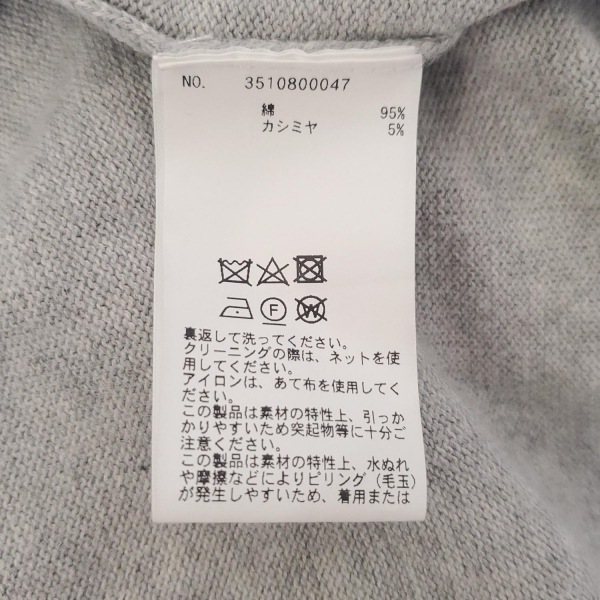 NO. 3510800047
綿 95%
カシミヤ 5%
F W
裏返して洗ってください。
クリーニングの際は、ネットを使
用してください。
アイロンは、あて布を使用してく
ださい。
この製品は素材の特性上、引っか
かりやすいため突起物等に十分ご
注意ください。
この製品は素材の特性上、水ぬれ
や摩擦などによりピリング(毛玉)
が発生しやすいため、着用または